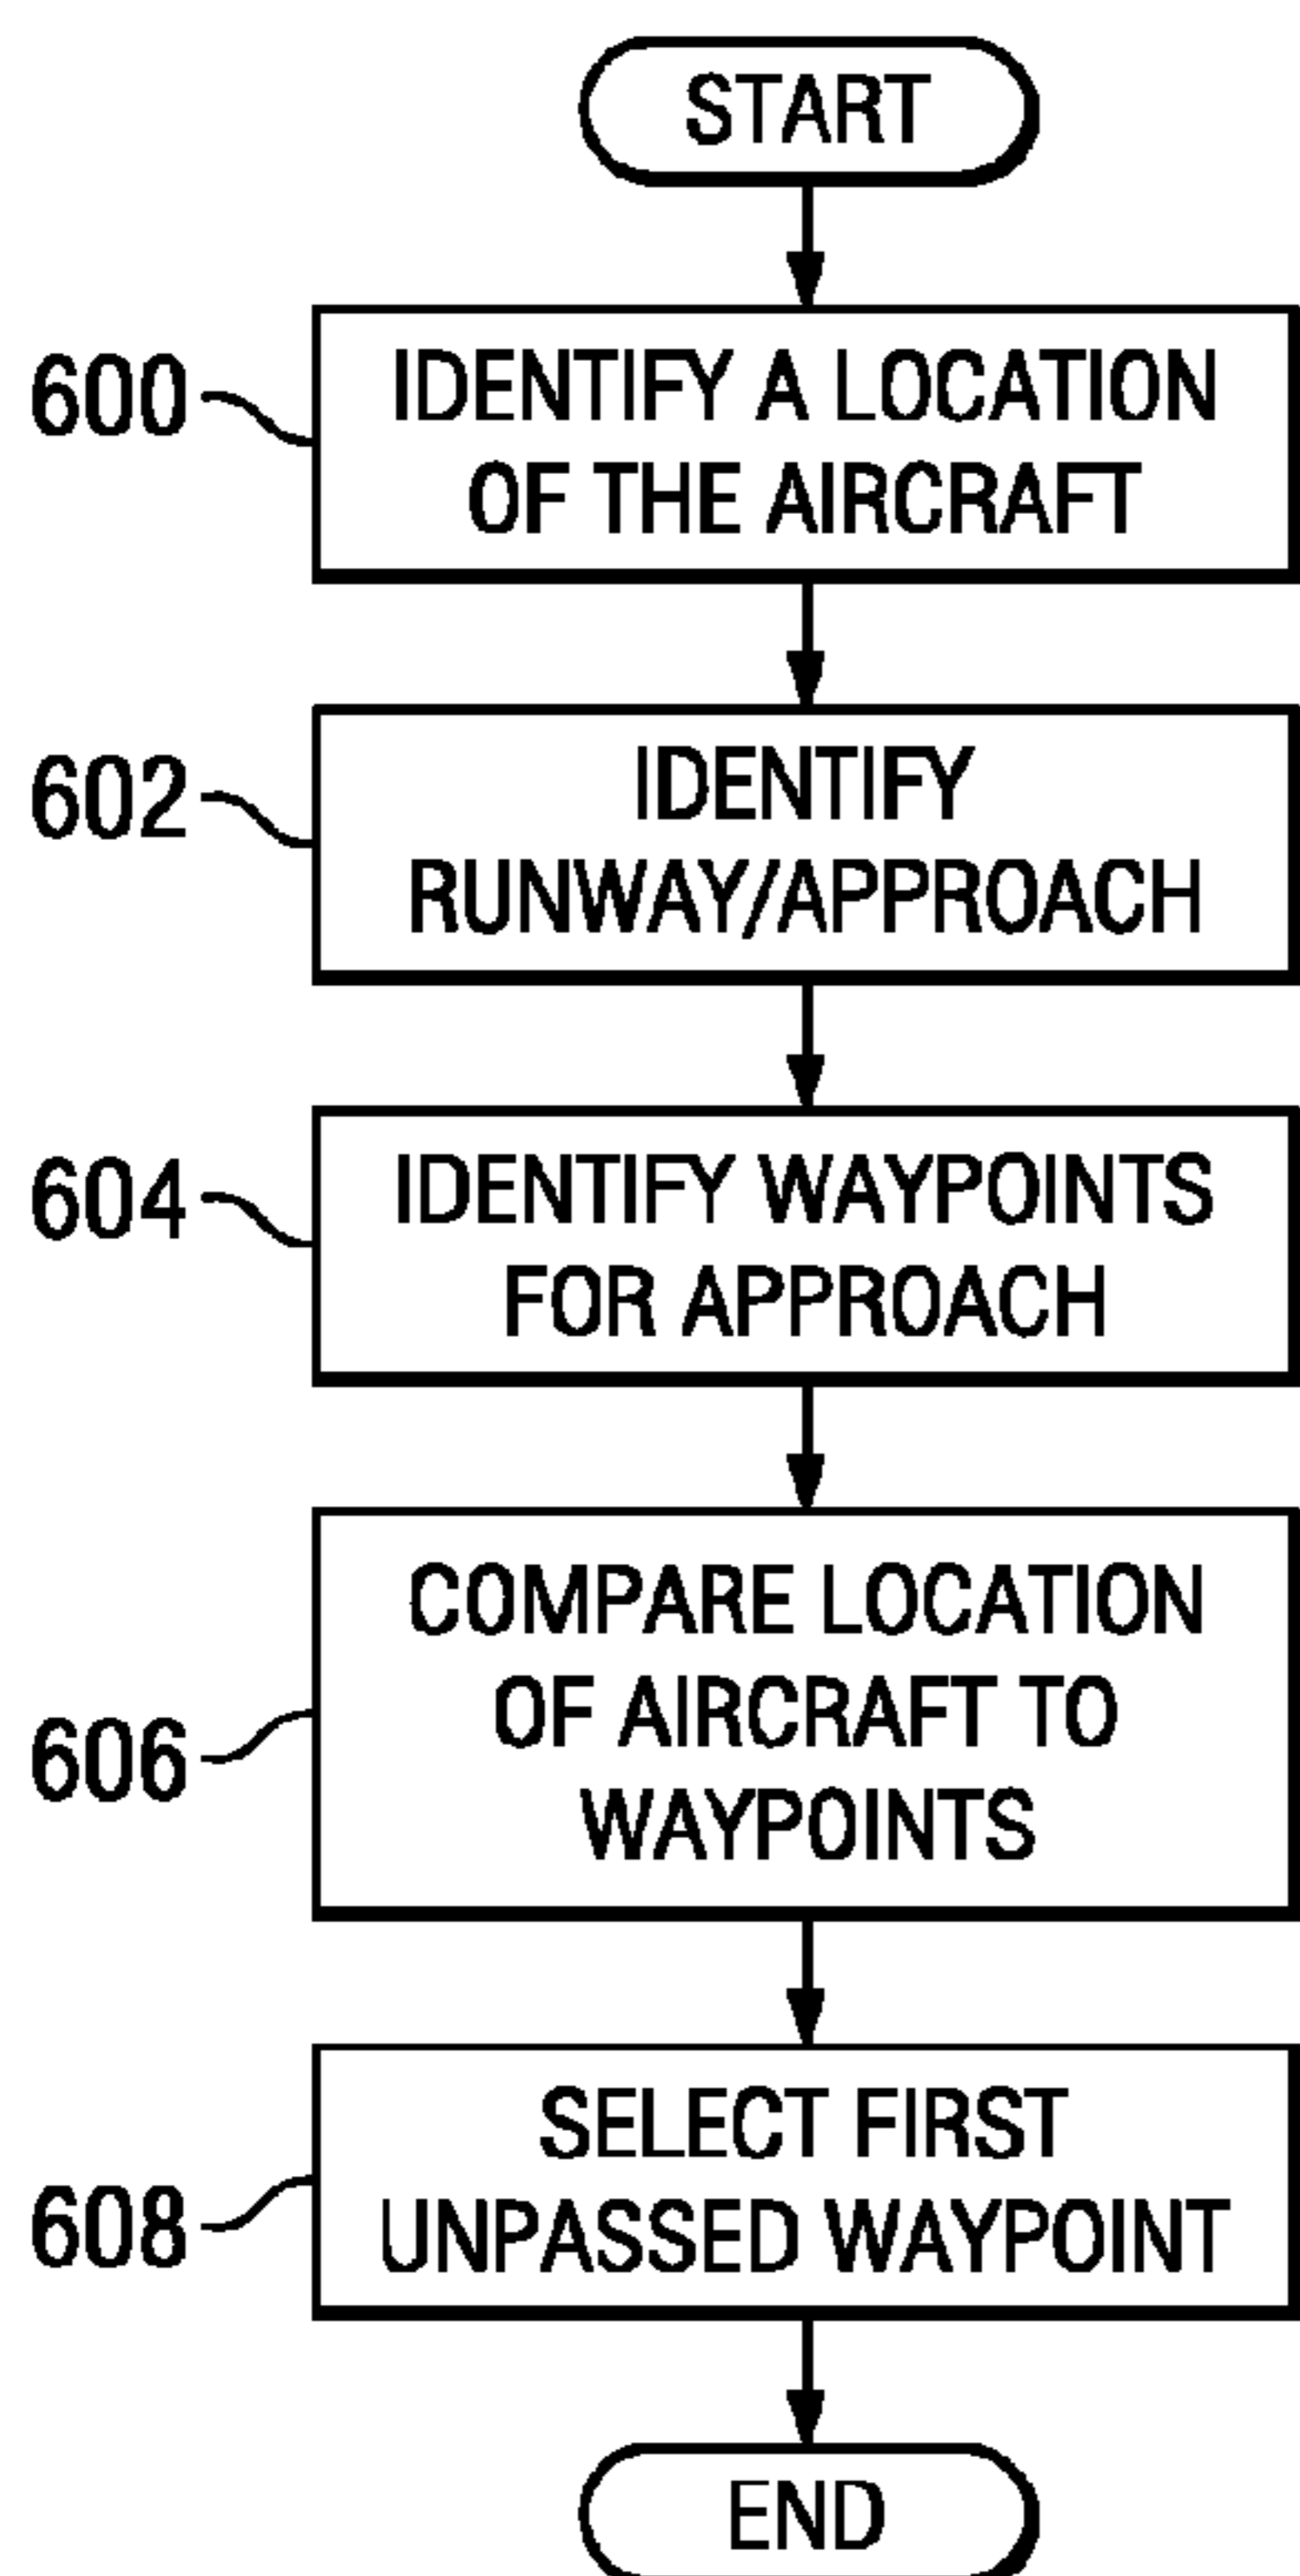 START
600
IDENTIFY A LOCATION
OF THE AIRCRAFT
602
IDENTIFY
RUNWAY/APPROACH
604
IDENTIFY WAYPOINTS
FOR APPROACH
606
COMPARE LOCATION
OF AIRCRAFT TO
WAYPOINTS
608
SELECT FIRST
UNPASSED WAYPOINT
END